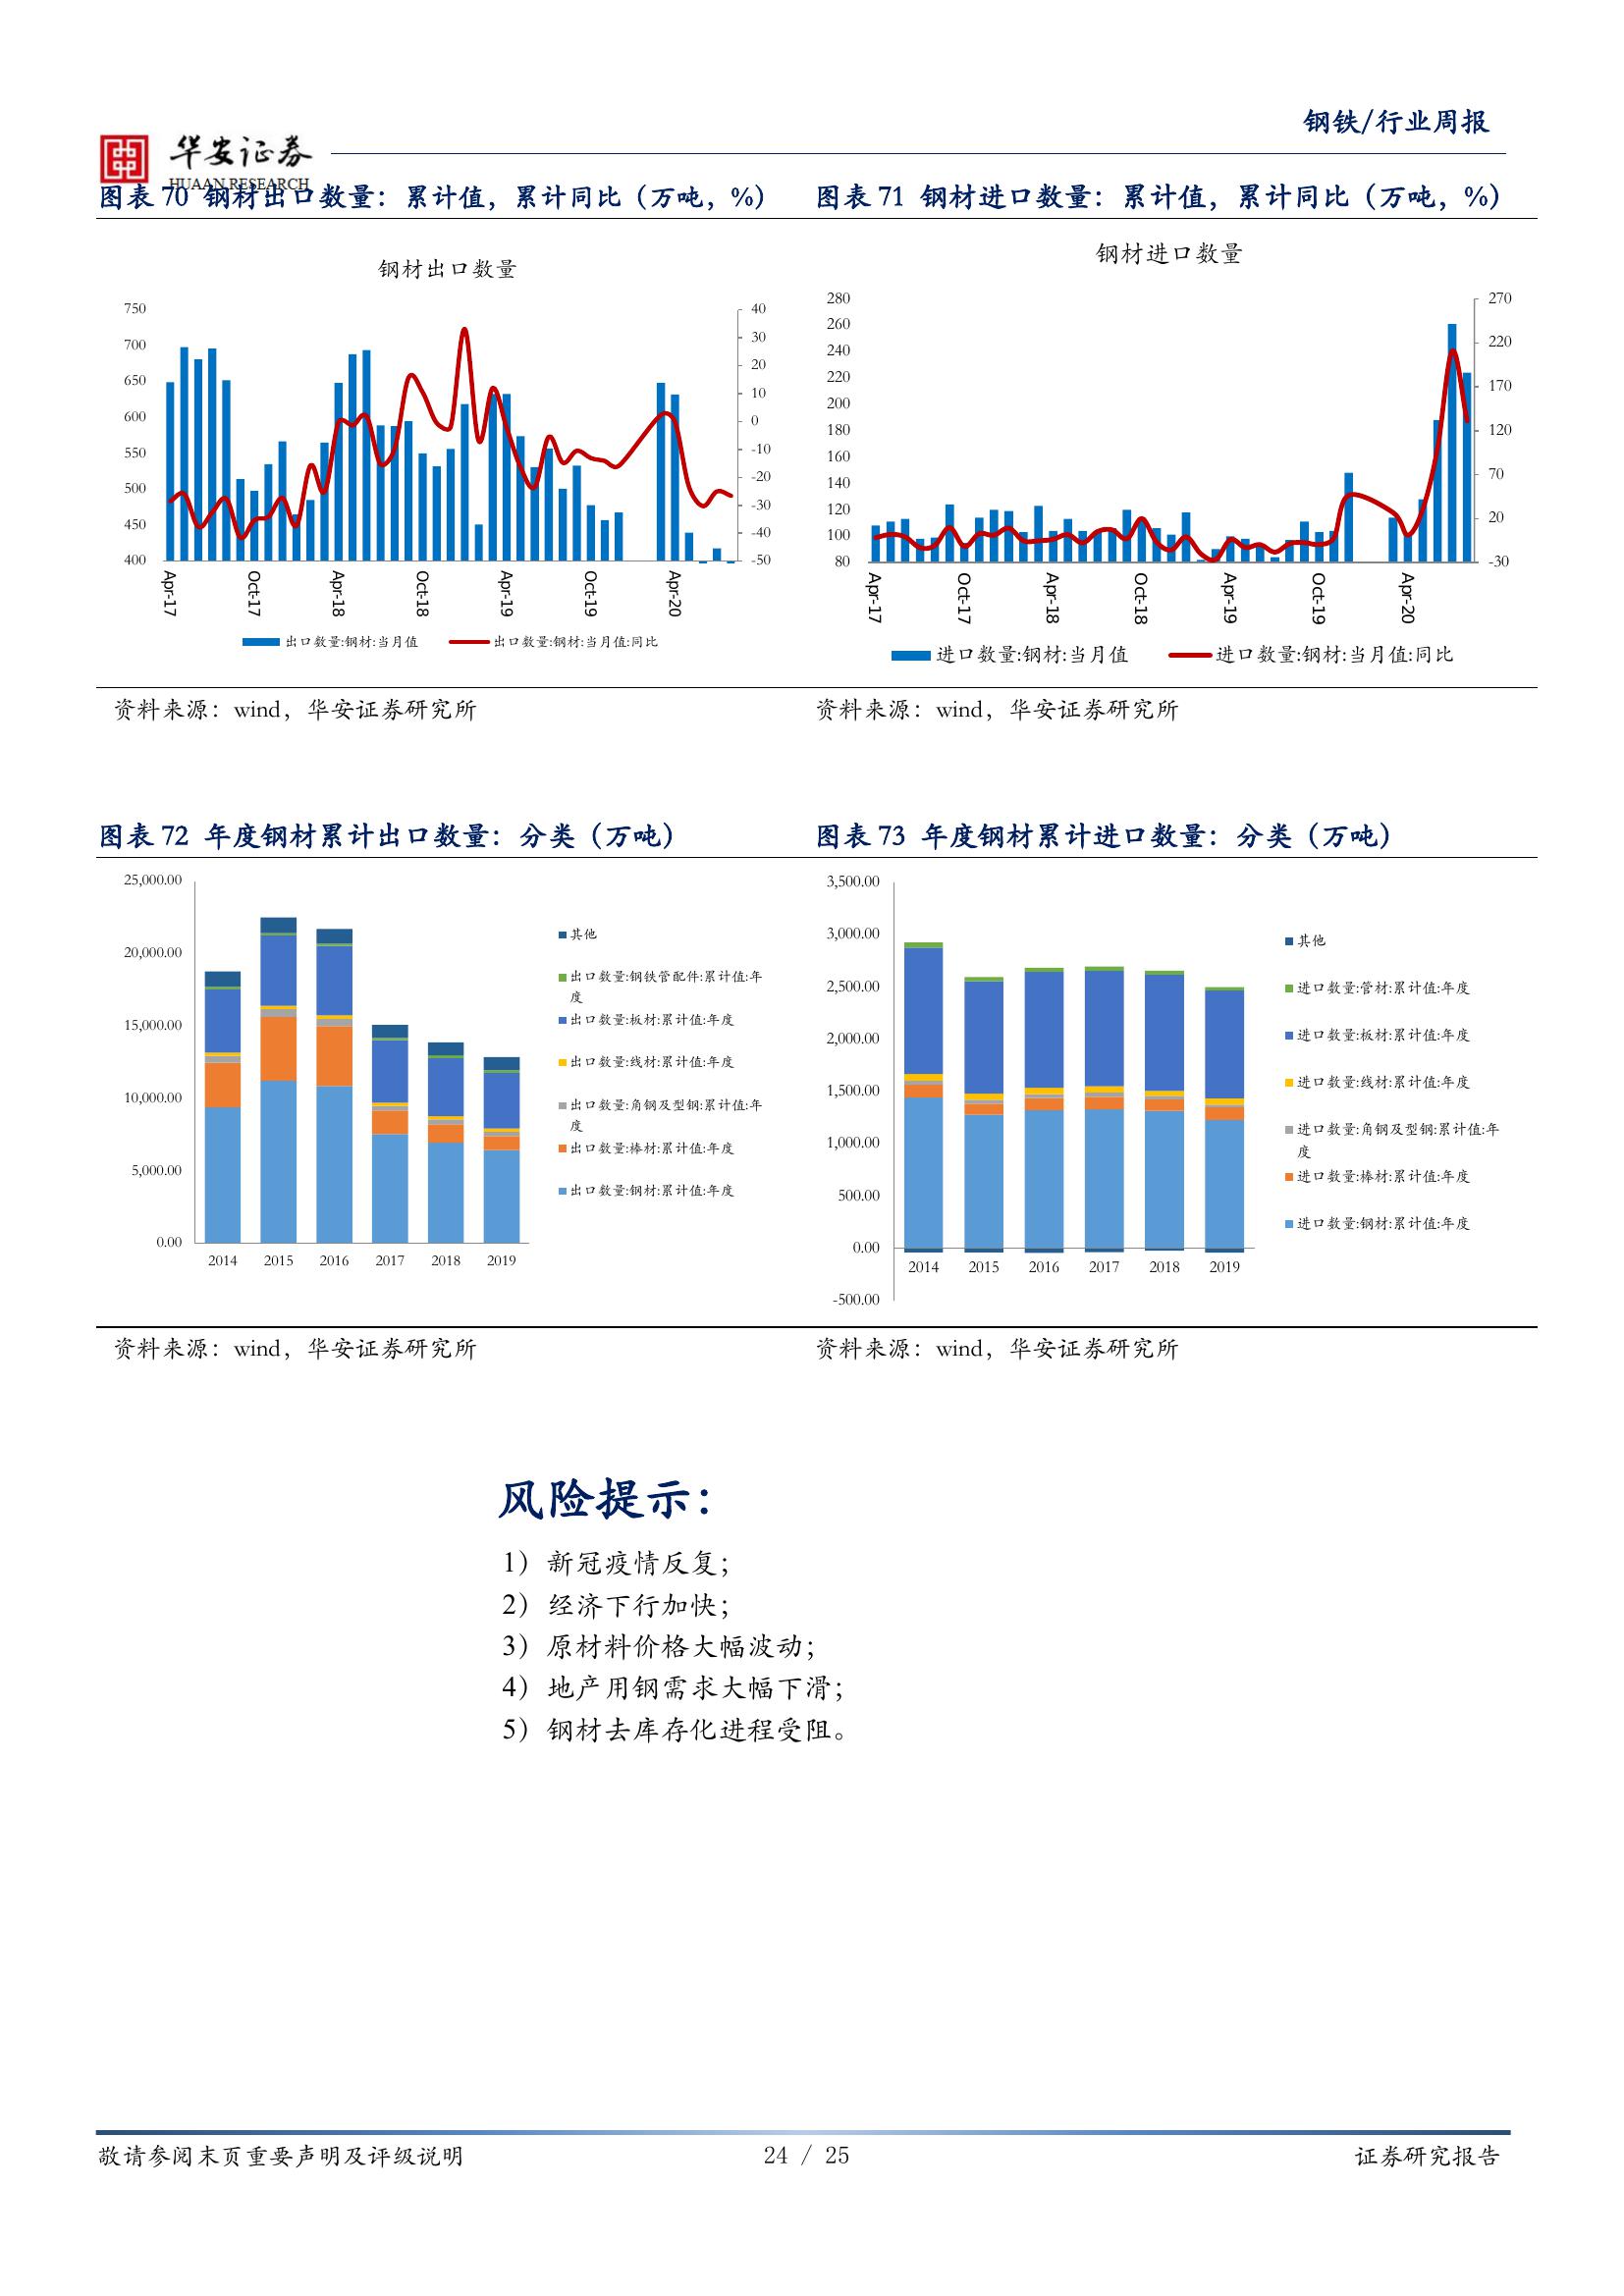 钢铁/行业周报
华安证券
HUAAN RESEARCH
图表 70 钢材出口数量：累计值，累计同比（万吨，%）
图表 71 钢材进口数量：累计值，累计同比（万吨，%）
钢材出口数量
750
700
650
600
550
500
450
400
40
30
20
10
0
-10
-20
-30
-40
-50
Apr-17
Oct-17
Apr-18
Oct-18
Apr-19
Oct-19
Apr-20
出口数量:钢材:当月值
出口数量:钢材:当月值:同比
钢材进口数量
280
260
240
220
200
180
160
140
120
100
80
270
220
170
120
70
20
-30
Apr-17
Oct-17
Apr-18
Oct-18
Apr-19
Oct-19
Apr-20
进口数量:钢材:当月值
进口数量:钢材:当月值:同比
资料来源：wind，华安证券研究所
资料来源：wind，华安证券研究所
图表 72 年度钢材累计出口数量：分类（万吨）
图表 73 年度钢材累计进口数量：分类（万吨）
25,000.00
20,000.00
15,000.00
10,000.00
5,000.00
0.00
2014
2015
2016
2017
2018
2019
其他
出口数量:钢铁管配件:累计值:年
度
出口数量:板材:累计值:年度
出口数量:线材:累计值:年度
出口数量:角钢及型钢:累计值:年
度
出口数量:棒材:累计值:年度
出口数量:钢材:累计值:年度
3,500.00
3,000.00
2,500.00
2,000.00
1,500.00
1,000.00
500.00
0.00
-500.00
2014
2015
2016
2017
2018
2019
其他
进口数量:管材:累计值:年度
进口数量:板材:累计值:年度
进口数量:线材:累计值:年度
进口数量:角钢及型钢:累计值:年
度
进口数量:棒材:累计值:年度
进口数量:钢材:累计值:年度
资料来源：wind，华安证券研究所
资料来源：wind，华安证券研究所
风险提示：
1）新冠疫情反复；
2）经济下行加快；
3）原材料价格大幅波动；
4）地产用钢需求大幅下滑；
5）钢材去库存化进程受阻。
敬请参阅末页重要声明及评级说明
24 / 25
证券研究报告